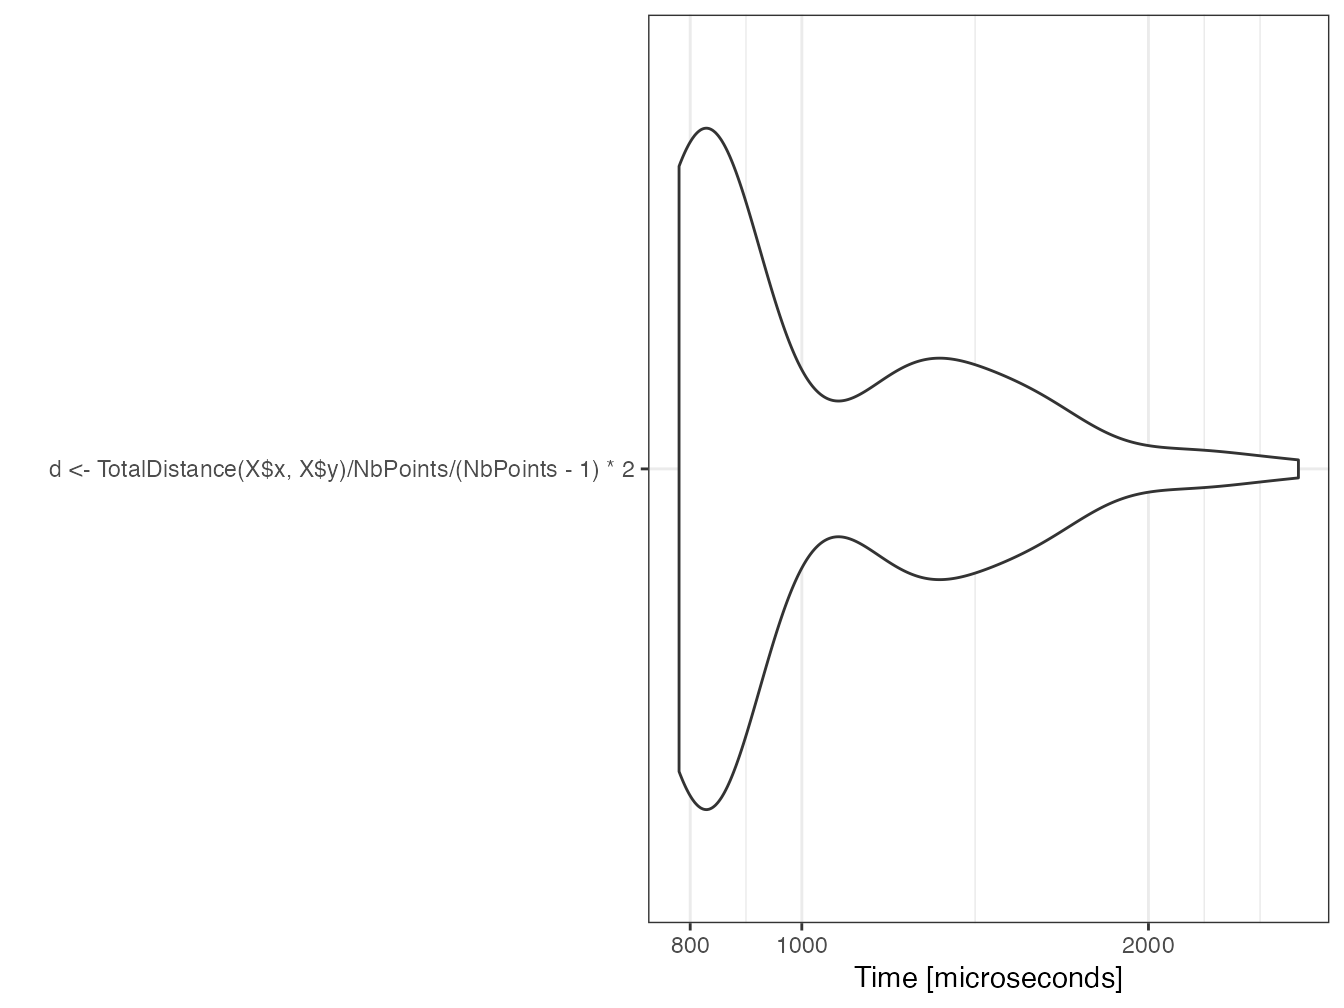 d <- TotalDistance(X$x, X$y)/NbPoints/(NbPoints - 1) * 2
800 1000 2000
Time [microseconds]